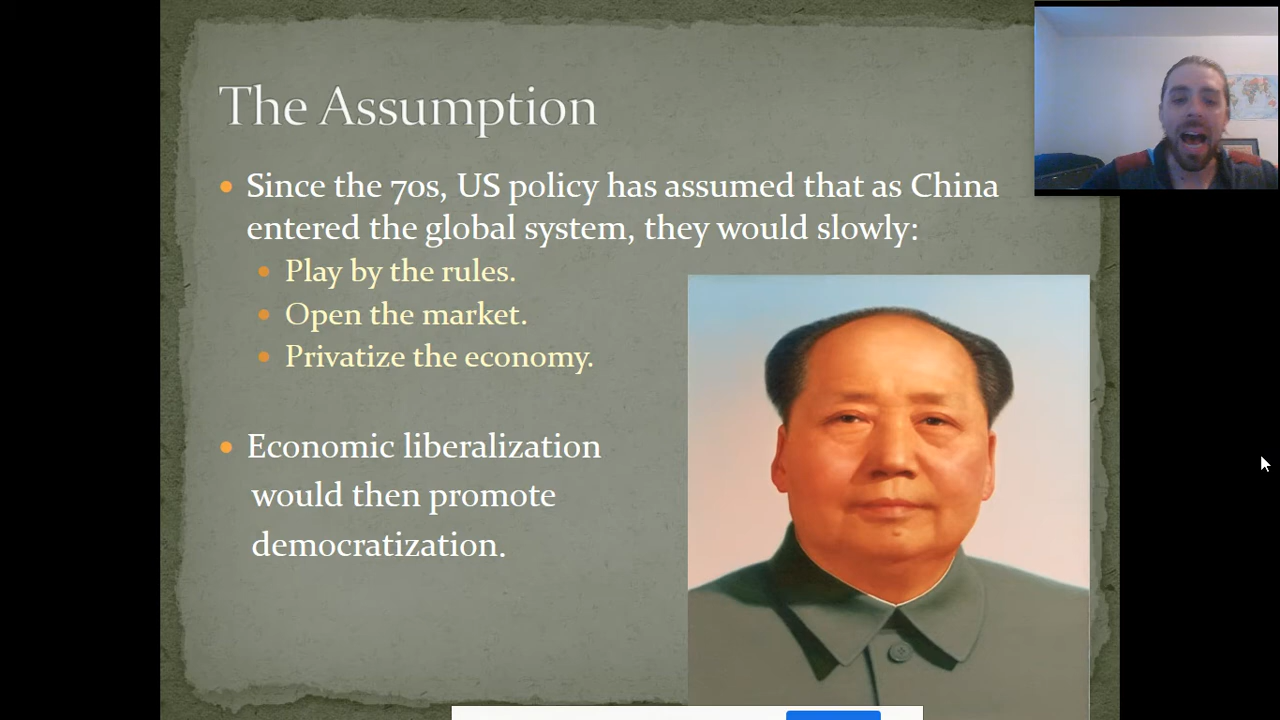 The Assumption
Since the 70s, US policy has assumed that as China
entered the global system, they would slowly:
Play by the rules.
Open the market.
Privatize the economy.
Economic liberalization
would then promote
democratization.